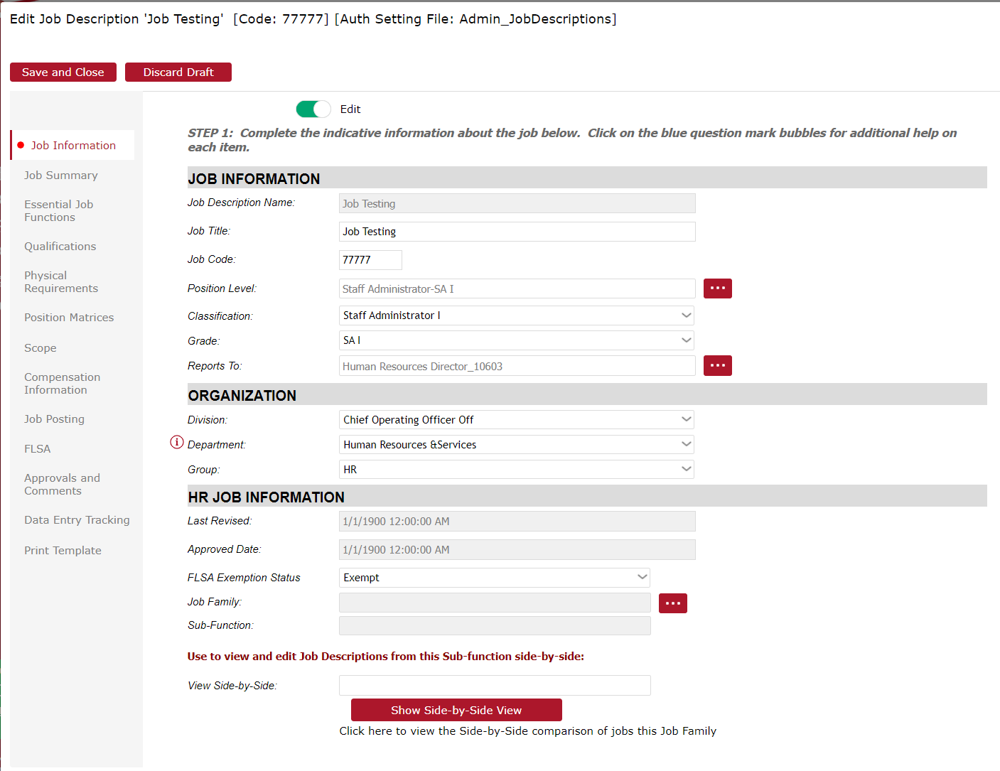 Edit Job Description 'Job Testing'  [Code: 77777] [Auth Setting File: Admin_JobDescriptions]
Save and Close
Discard Draft
Edit
STEP 1:  Complete the indicative information about the job below.  Click on the blue question mark bubbles for additional help on
each item.
Job Information
Job Summary
Essential Job
Functions
Qualifications
Physical
Requirements
Position Matrices
Scope
Compensation
Information
Job Posting
FLSA
Approvals and
Comments
Data Entry Tracking
Print Template
JOB INFORMATION
Job Description Name: Job Testing
Job Title: Job Testing
Job Code: 77777
Position Level: Staff Administrator-SA I
Classification: Staff Administrator I
Grade: SA I
Reports To: Human Resources Director_10603
ORGANIZATION
Division: Chief Operating Officer Off
Department: Human Resources &Services
Group: HR
HR JOB INFORMATION
Last Revised: 1/1/1900 12:00:00 AM
Approved Date: 1/1/1900 12:00:00 AM
FLSA Exemption Status Exempt
Job Family:
Sub-Function:
Use to view and edit Job Descriptions from this Sub-function side-by-side:
View Side-by-Side:
Show Side-by-Side View
Click here to view the Side-by-Side comparison of jobs this Job Family